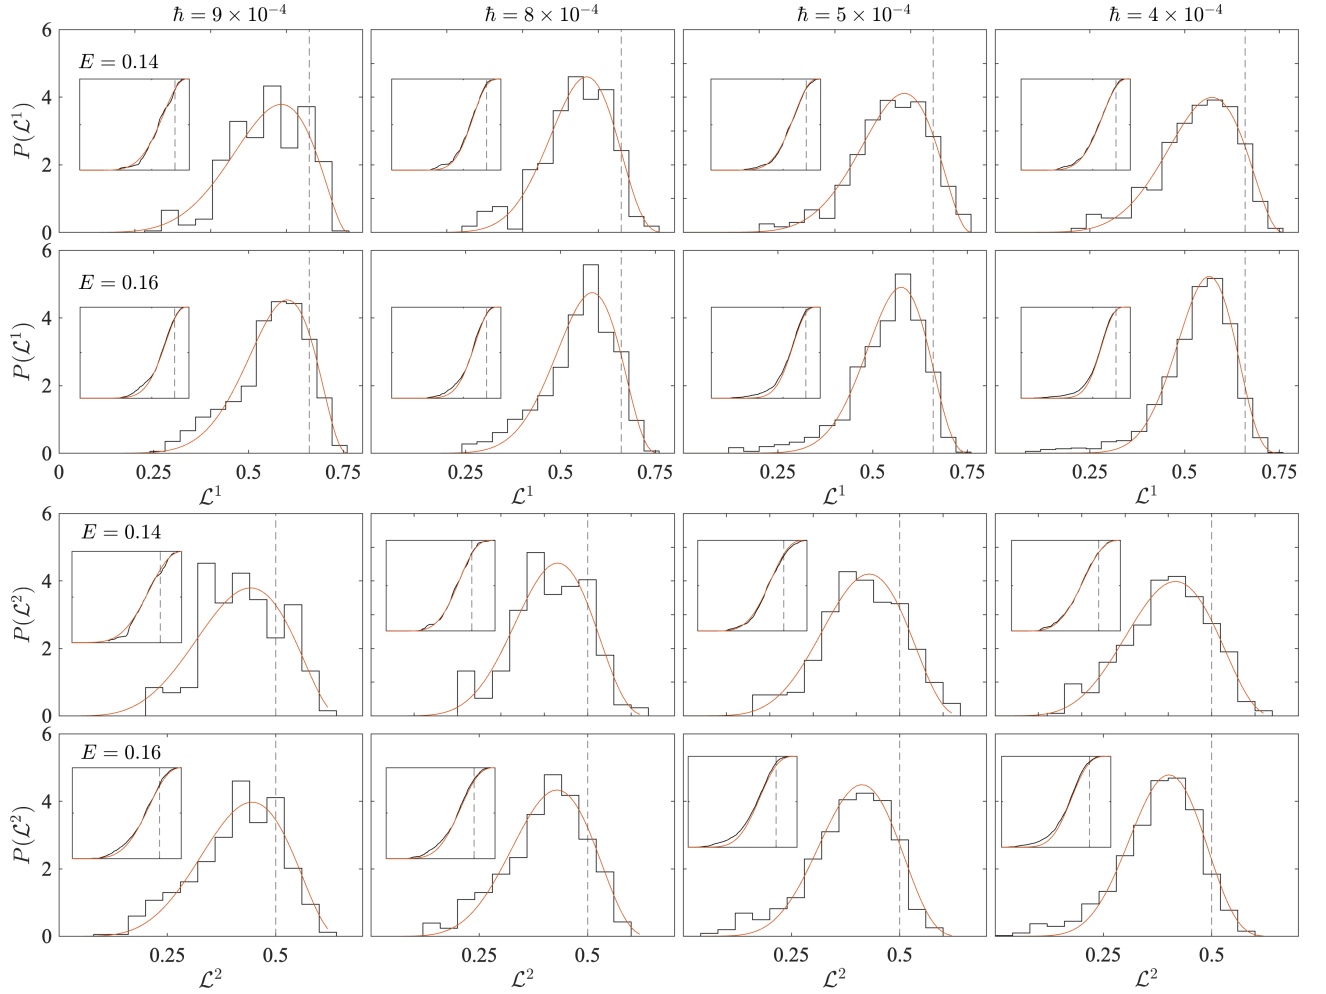 ħ = 9 × 10⁻⁴ ħ = 8 × 10⁻⁴ ħ = 5 × 10⁻⁴ ħ = 4 × 10⁻⁴
6
E = 0.14
4
P(ℒ¹)
2
0
6
E = 0.16
4
P(ℒ¹)
2
0
0 0.25 0.5 0.75 0.25 0.5 0.75 0.25 0.5 0.75 0.25 0.5 0.75
ℒ¹ ℒ¹ ℒ¹ ℒ¹
6
E = 0.14
4
P(ℒ²)
2
0
6
E = 0.16
4
P(ℒ²)
2
0
0.25 0.5 0.25 0.5 0.25 0.5 0.25 0.5
ℒ² ℒ² ℒ² ℒ²